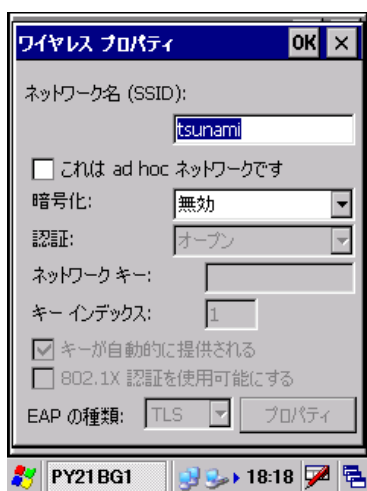 ワイヤレス プロパティ OK ×
ネットワーク名 (SSID):
tsunami
これは ad hoc ネットワークです
暗号化: 無効
認証: オープン
ネットワーク キー:
キー インデックス: 1
キーが自動的に提供される
802.1X 認証を使用可能にする
EAP の種類: TLS プロパティ
PY21BG1 18:18